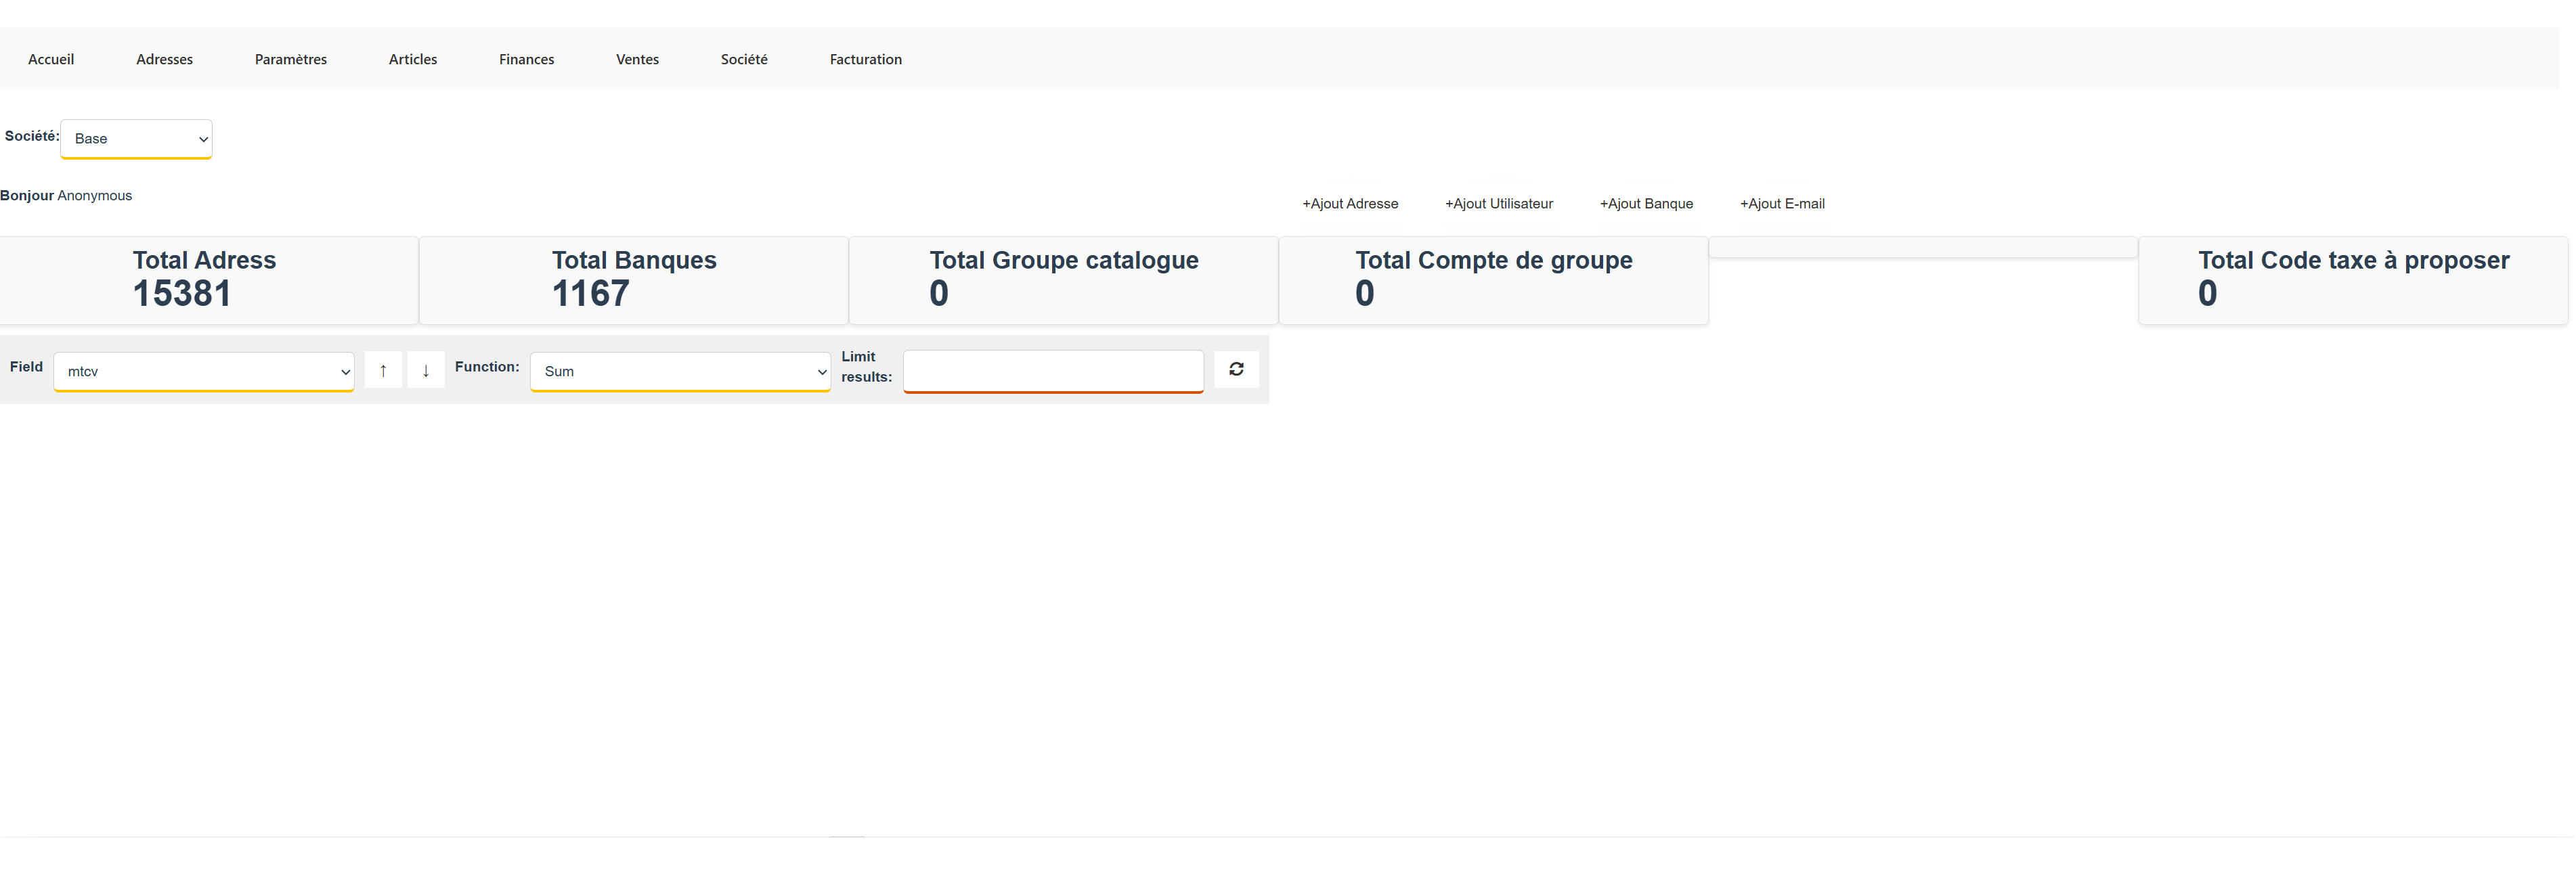 Accueil Adresses Paramètres Articles Finances Ventes Société Facturation
Société: Base
Bonjour Anonymous
+Ajout Adresse +Ajout Utilisateur +Ajout Banque +Ajout E-mail
Total Adress
15381
Total Banques
1167
Total Groupe catalogue
0
Total Compte de groupe
0
Total Code taxe à proposer
0
Field mtcv ↑ ↓ Function: Sum
Limit
results: